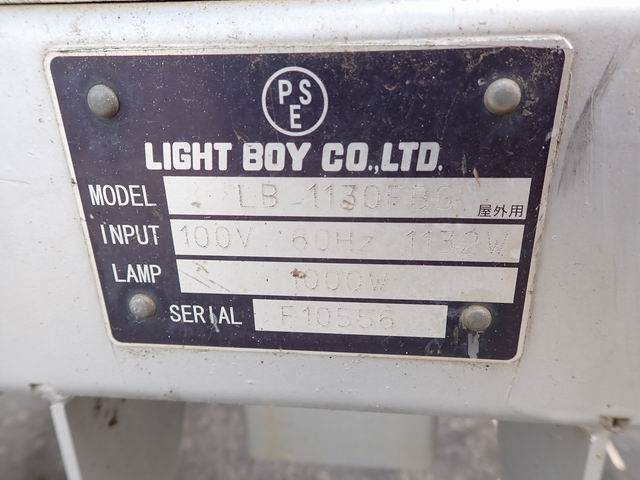 PSE
LIGHT BOY CO.,LTD.
MODEL LB-1130FBG 屋外用
INPUT 100V 60Hz 1132W
LAMP 1000W
SERIAL F10556